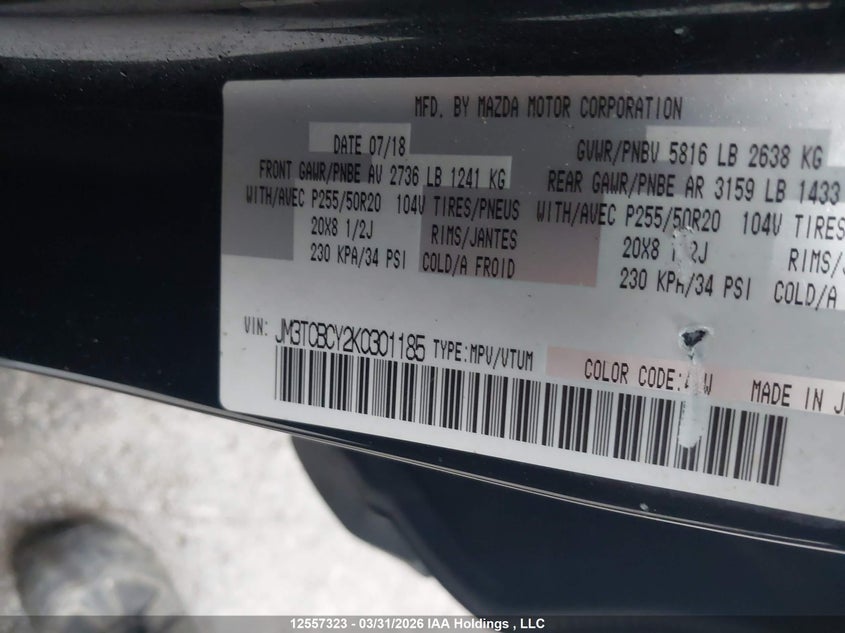 MFD. BY MAZDA MOTOR CORPORATION
DATE 07/18 GVWR/PNBV 5816 LB 2638 KG
FRONT GAWR/PNBE AV 2736 LB 1241 KG REAR GAWR/PNBE AR 3159 LB 1433
WITH/AVEC P255/50R20 104V TIRES/PNEUS WITH/AVEC P255/50R20 104V TIRES
20X8 1/2J RIMS/JANTES 20X8 1/2J RIMS/
230 KPA/34 PSI COLD/A FROID 230 KPA/34 PSI COLD/A
VIN: JM3TCBCY2K0301185 TYPE:MPV/VTUM COLOR CODE: MADE IN
12557323 - 03/31/2026 IAA Holdings , LLC